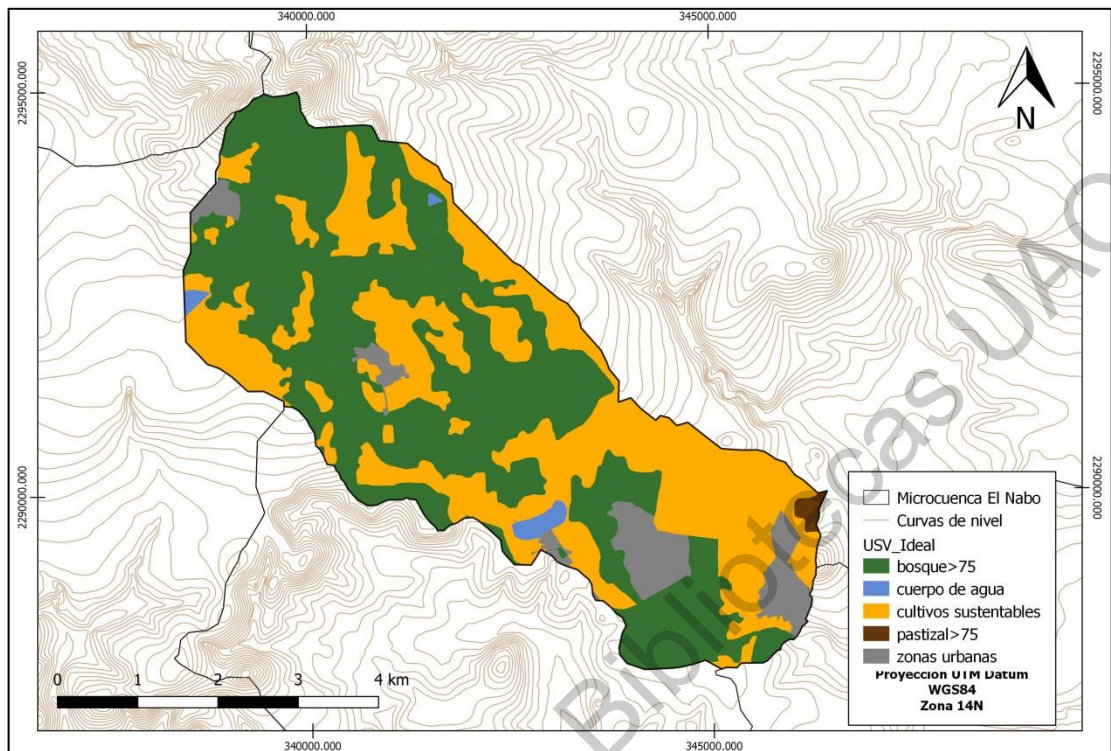 340000.000
345000.000
2295000.000
2295000.000
N
2290000.000
2290000.000
Microcuenca El Nabo
Curvas de nivel
USV_Ideal
bosque>75
cuerpo de agua
cultivos sustentables
pastizal>75
zonas urbanas
Proyección UTM Datum
WGS84
Zona 14N
0 1 2 3 4 km
340000.000
345000.000
Bibliotecas UAQ